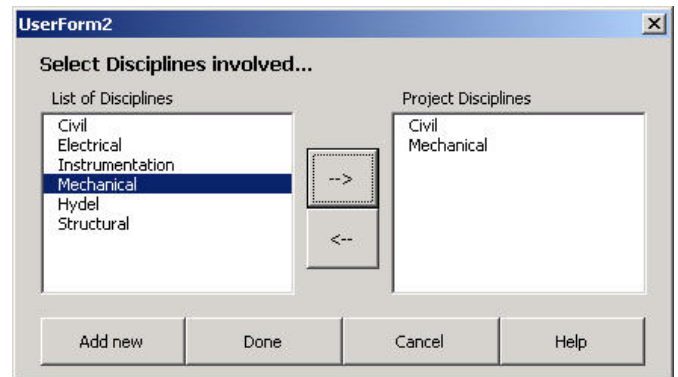 UserForm2
Select Disciplines involved...
List of Disciplines
Civil
Electrical
Instrumentation
Mechanical
Hydel
Structural
-->
<--
Project Disciplines
Civil
Mechanical
Add new
Done
Cancel
Help